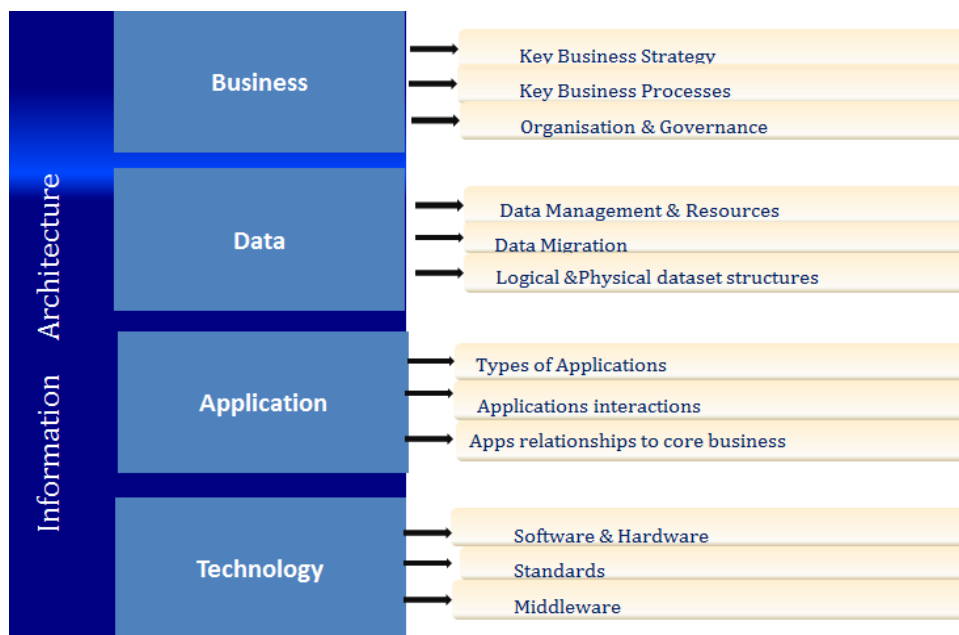 Information Architecture
Business
Key Business Strategy
Key Business Processes
Organisation & Governance
Data
Data Management & Resources
Data Migration
Logical &Physical dataset structures
Application
Types of Applications
Applications interactions
Apps relationships to core business
Technology
Software & Hardware
Standards
Middleware